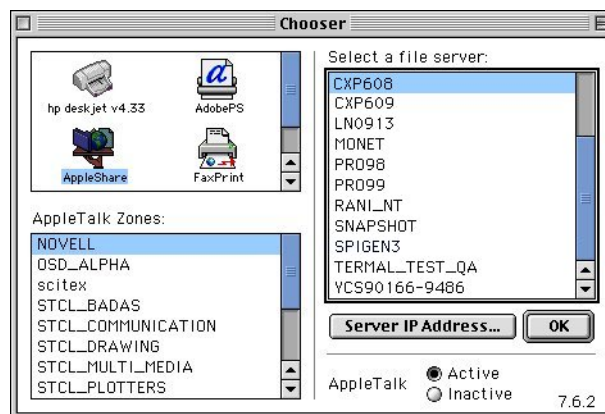 Chooser
hp deskjet v4.33
AdobePS
AppleShare
FaxPrint
AppleTalk Zones:
NOVELL
OSD_ALPHA
scitex
STCL_BADAS
STCL_COMMUNICATION
STCL_DRAWING
STCL_MULTI_MEDIA
STCL_PLOTTERS
Select a file server:
CXP608
CXP609
LN0913
MONET
PRO98
PRO99
RANI_NT
SNAPSHOT
SPIGEN3
TERMAL_TEST_QA
YCS90166-9486
Server IP Address...
OK
AppleTalk
Active
Inactive
7.6.2